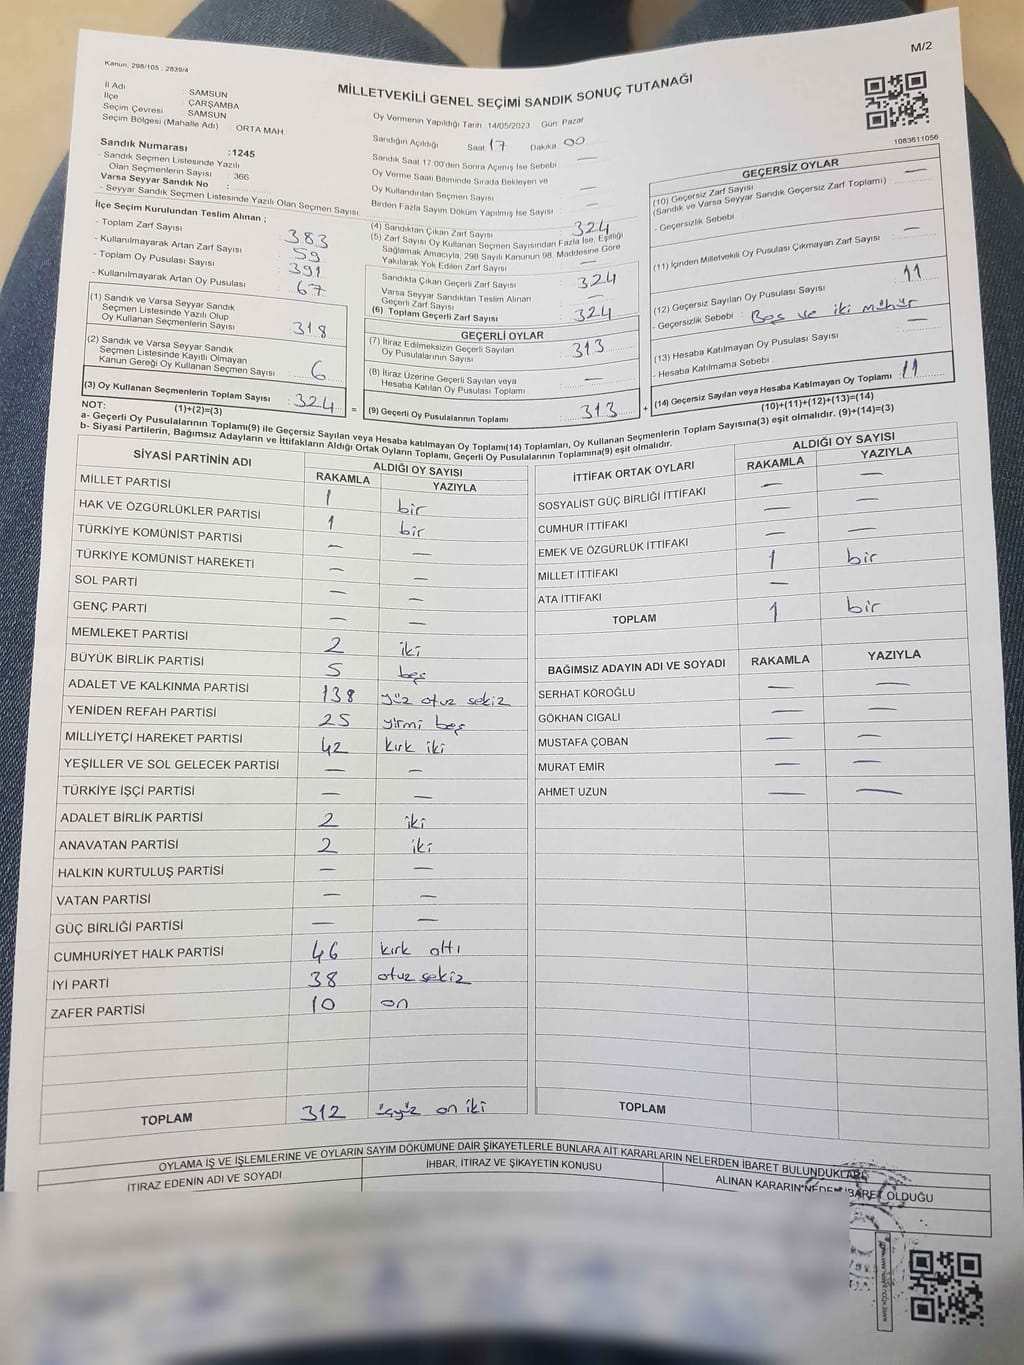 M/2
Kanun; 298/105 , 2839/4
MİLLETVEKİLİ GENEL SEÇİMİ SANDIK SONUÇ TUTANAĞI
İl Adı : SAMSUN
İlçe : ÇARŞAMBA
Seçim Çevresi : SAMSUN
Seçim Bölgesi (Mahalle Adı) ORTA MAH.
Sandık Numarası :1245
- Sandık Seçmen Listesinde Yazılı
Olan Seçmenlerin Sayısı : 366
Varsa Seyyar Sandık No :
- Seyyar Sandık Seçmen Listesinde Yazılı Olan Seçmen Sayısı:
İlçe Seçim Kurulundan Teslim Alınan ;
- Toplam Zarf Sayısı : 383
- Kullanılmayarak Artan Zarf Sayısı : 59
- Toplam Oy Pusulası Sayısı : 391
- Kullanılmayarak Artan Oy Pusulası : 67
(1) Sandık ve Varsa Seyyar Sandık
Seçmen Listesinde Yazılı Olup
Oy Kullanan Seçmenlerin Sayısı : 318
(2) Sandık ve Varsa Seyyar Sandık
Seçmen Listesinde Kayıtlı Olmayan
Kanun Gereği Oy Kullanan Seçmen Sayısı : 6
(3) Oy Kullanan Seçmenlerin Toplam Sayısı : 324 =
(1)+(2)=(3)
Oy Vermenin Yapıldığı Tarih :14/05/2023 Gün Pazar
Sandığın Açıldığı Saat 17 Dakika 00
Sandık Saat 17.00'den Sonra Açımış İse Sebebi : —
Oy Verme Saati Bitiminde Sırada Bekleyen ve
Oy Kullandırılan Seçmen Sayısı : —
Birden Fazla Sayım Döküm Yapılmış İse Sayısı : —
(4) Sandıktan Çıkan Zarf Sayısı : 324
(5) Zarf Sayısı Oy Kullanan Seçmen Sayısından Fazla İse, Eşitliği
Sağlamak Amacıyla, 298 Sayılı Kanunun 98. Maddesine Göre
Yakılarak Yok Edilen Zarf Sayısı : —
Sandıkta Çıkan Geçerli Zarf Sayısı : 324
Varsa Seyyar Sandıktan Teslim Alınan
Geçerli Zarf Sayısı : —
(6) Toplam Geçerli Zarf Sayısı : 324
GEÇERLİ OYLAR
(7) İtiraz Edilmeksizin Geçerli Sayılan
Oy Pusulalarının Sayısı : 313
(8) İtiraz Üzerine Geçerli Sayılan veya
Hesaba Katılan Oy Pusulası Toplamı : —
(9) Geçerli Oy Pusulalarının Toplamı : 313 +
1083611056
GEÇERSİZ OYLAR
(10) Geçersiz Zarf Sayısı : —
(Sandık ve Varsa Seyyar Sandık Geçersiz Zarf Toplamı)
- Geçersizlik Sebebi
(11) İçinden Milletvekili Oy Pusulası Çıkmayan Zarf Sayısı : —
(12) Geçersiz Sayılan Oy Pusulası Sayısı : 11
- Geçersizlik Sebebi : Boş ve iki mühür
(13) Hesaba Katılmayan Oy Pusulası Sayısı : —
- Hesaba Katılmama Sebebi :
(14) Geçersiz Sayılan veya Hesaba Katılmayan Oy Toplamı : 11
(10)+(11)+(12)+(13)=(14)
NOT:
a- Geçerli Oy Pusulalarının Toplamı(9) ile Geçersiz Sayılan veya Hesaba katılmayan Oy Toplamı(14) Toplamları, Oy Kullanan Seçmenlerin Toplam Sayısına(3) eşit olmalıdır. (9)+(14)=(3)
b- Siyasi Partilerin, Bağımsız Adayların ve İttifakların Aldığı Ortak Oyların Toplamı, Geçerli Oy Pusulalarının Toplamına(9) eşit olmalıdır.
SİYASİ PARTİNİN ADI ALDIĞI OY SAYISI
RAKAMLA YAZIYLA
MİLLET PARTİSİ 1 bir
HAK VE ÖZGÜRLÜKLER PARTİSİ 1 bir
TÜRKİYE KOMÜNİST PARTİSİ — —
TÜRKİYE KOMÜNİST HAREKETİ — —
SOL PARTİ — —
GENÇ PARTİ — —
MEMLEKET PARTİSİ 2 iki
BÜYÜK BİRLİK PARTİSİ 5 beş
ADALET VE KALKINMA PARTİSİ 138 yüz otuz sekiz
YENİDEN REFAH PARTİSİ 25 yirmi beş
MİLLİYETÇİ HAREKET PARTİSİ 42 kırk iki
YEŞİLLER VE SOL GELECEK PARTİSİ — —
TÜRKİYE İŞÇİ PARTİSİ — —
ADALET BİRLİK PARTİSİ 2 iki
ANAVATAN PARTİSİ 2 iki
HALKIN KURTULUŞ PARTİSİ — —
VATAN PARTİSİ — —
GÜÇ BİRLİĞİ PARTİSİ — —
CUMHURİYET HALK PARTİSİ 46 kırk altı
İYİ PARTİ 38 otuz sekiz
ZAFER PARTİSİ 10 on
TOPLAM 312 üçyüz on iki
İTTİFAK ORTAK OYLARI ALDIĞI OY SAYISI
RAKAMLA YAZIYLA
SOSYALIST GÜÇ BİRLİĞİ İTTİFAKI — —
CUMHUR İTTİFAKI — —
EMEK VE ÖZGÜRLÜK İTTİFAKI — —
MİLLET İTTİFAKI 1 bir
ATA İTTİFAKI —
TOPLAM 1 bir
BAĞIMSIZ ADAYIN ADI VE SOYADI RAKAMLA YAZIYLA
SERHAT KÖROĞLU — —
GÖKHAN CIGALI — —
MUSTAFA ÇOBAN — —
MURAT EMİR — —
AHMET UZUN — —
TOPLAM
OYLAMA İŞ VE İŞLEMLERİNE VE OYLARIN SAYIM DÖKÜMÜNE DAİR ŞİKAYETLERLE BUNLARA AİT KARARLARIN NELERDEN İBARET BULUNDUKLARI
İTİRAZ EDENİN ADI VE SOYADI İHBAR, İTİRAZ VE ŞİKAYETİN KONUSU ALINAN KARARIN NEDEN İBARET OLDUĞU